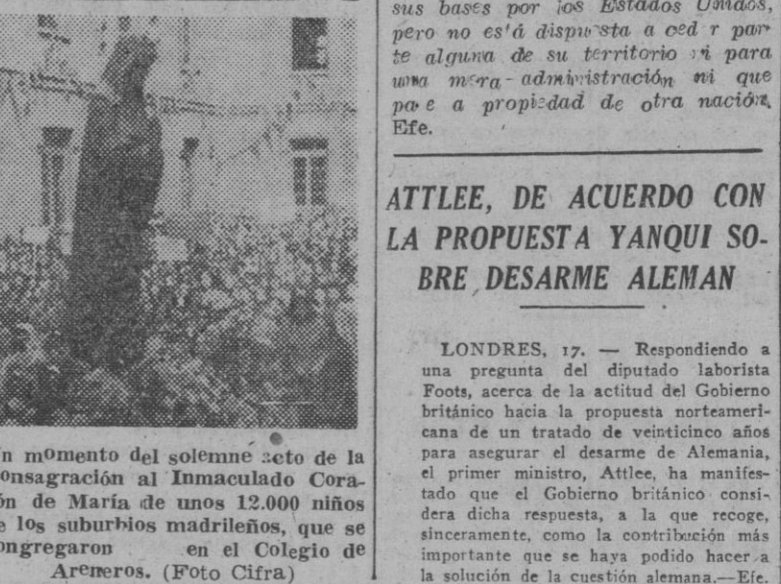 n momento del solemne acto de la
onsagración al Inmaculado Cora-
ón de María de unos 12.000 niños
e los suburbios madrileños, que se
ongregaron en el Colegio de
Areneros. (Foto Cifra)
sus bases por los Estados Unidos,
pero no es'á dispu sta a ced r par-
te alguna de su territorio ni para
una mera administración ni que
pa e a propiedad de otra nación.
Efe.
ATTLEE, DE ACUERDO CON
LA PROPUESTA YANQUI SO-
BRE DESARME ALEMAN
LONDRES, 17. — Respondiendo a
una pregunta del diputado laborista
Foots, acerca de la actitud del Gobierno
británico hacia la propuesta norteameri-
cana de un tratado de veinticinco años
para asegurar el desarme de Alemania,
el primer ministro, Attlee, ha manifes-
tado que el Gobierno británico consi-
dera dicha respuesta, a la que recoge,
sinceramente, como la contribución más
importante que se haya podido hacer a
la solución de la cuestión alemana.—Efe.